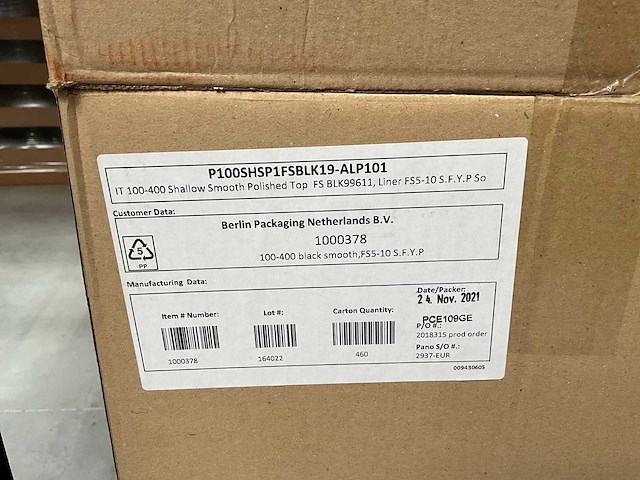 P100SHSP1FSBLK19-ALP101
IT 100-400 Shallow Smooth Polished Top FS BLK99611, Liner FS5-10 S.F.Y.P So
Customer Data:
Berlin Packaging Netherlands B.V.
1000378
100-400 black smooth,FS5-10 S.F.Y.P
5
PP
Manufacturing Data:
Date/Packer:
24. Nov. 2021
Item # Number:
Lot #:
Carton Quantity:
PCE109GE
P/O #.:
2018315 prod order
Pano S/O #.:
1000378
164022
460
2937-EUR
009430605